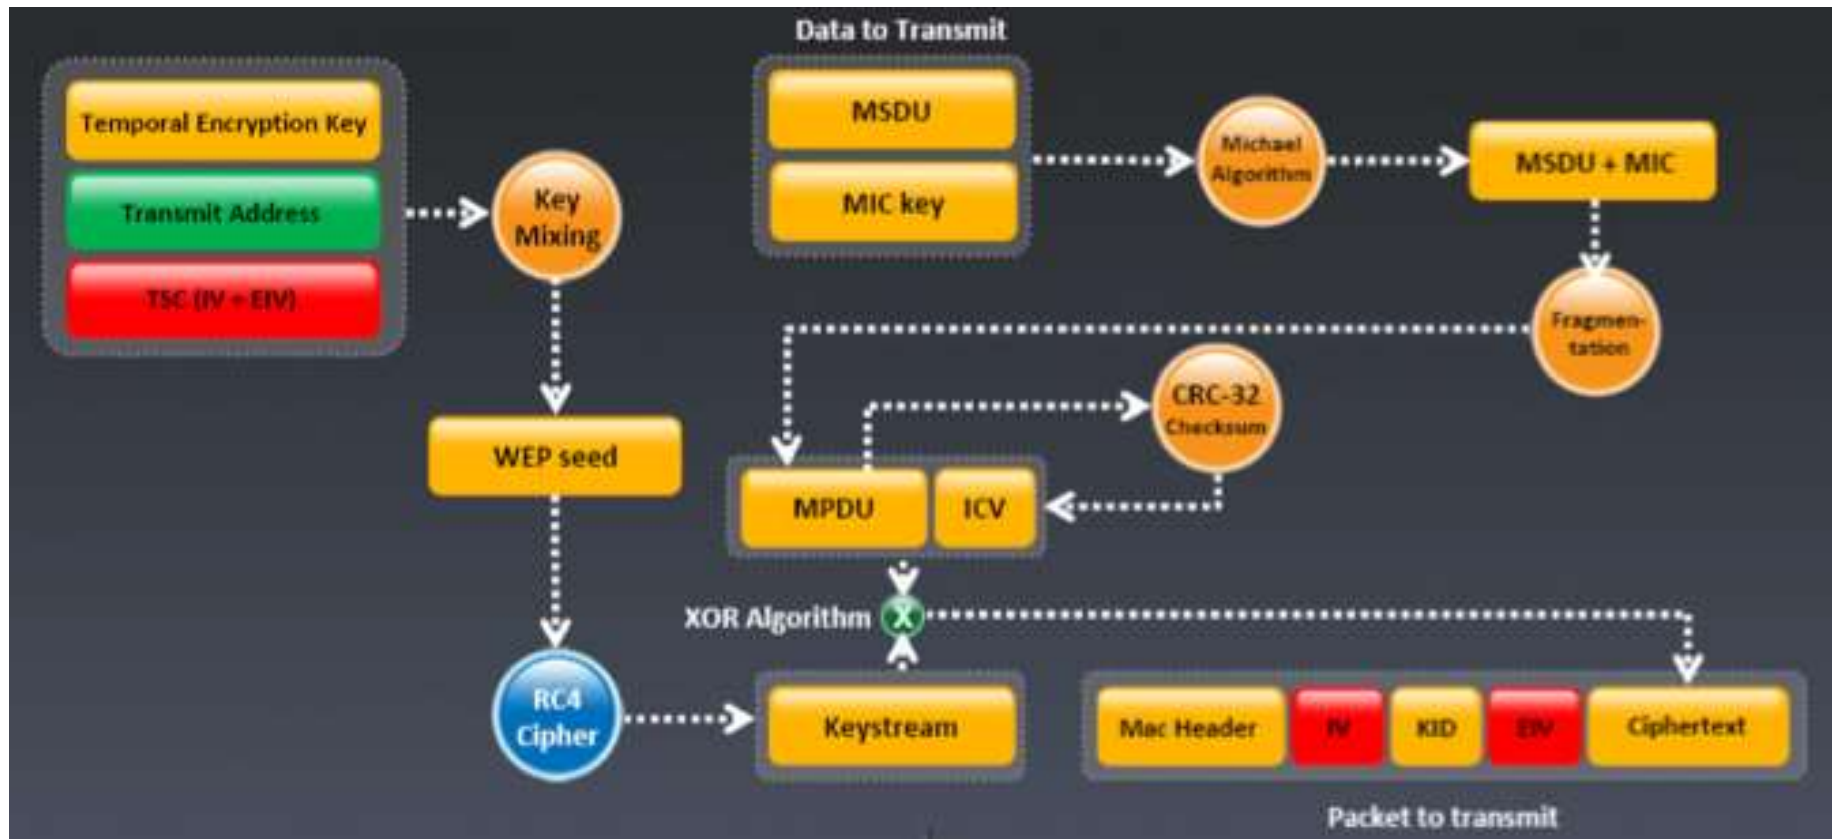 Data to Transmit
Temporal Encryption Key
Transmit Address
TSC (IV + EIV)
Key
Mixing
MSDU
MIC key
Michael
Algorithm
MSDU + MIC
Fragmen-
tation
CRC-32
Checksum
WEP seed
MPDU
ICV
XOR Algorithm
X
RC4
Cipher
Keystream
Mac Header
IV
KID
EIV
Ciphertext
Packet to transmit